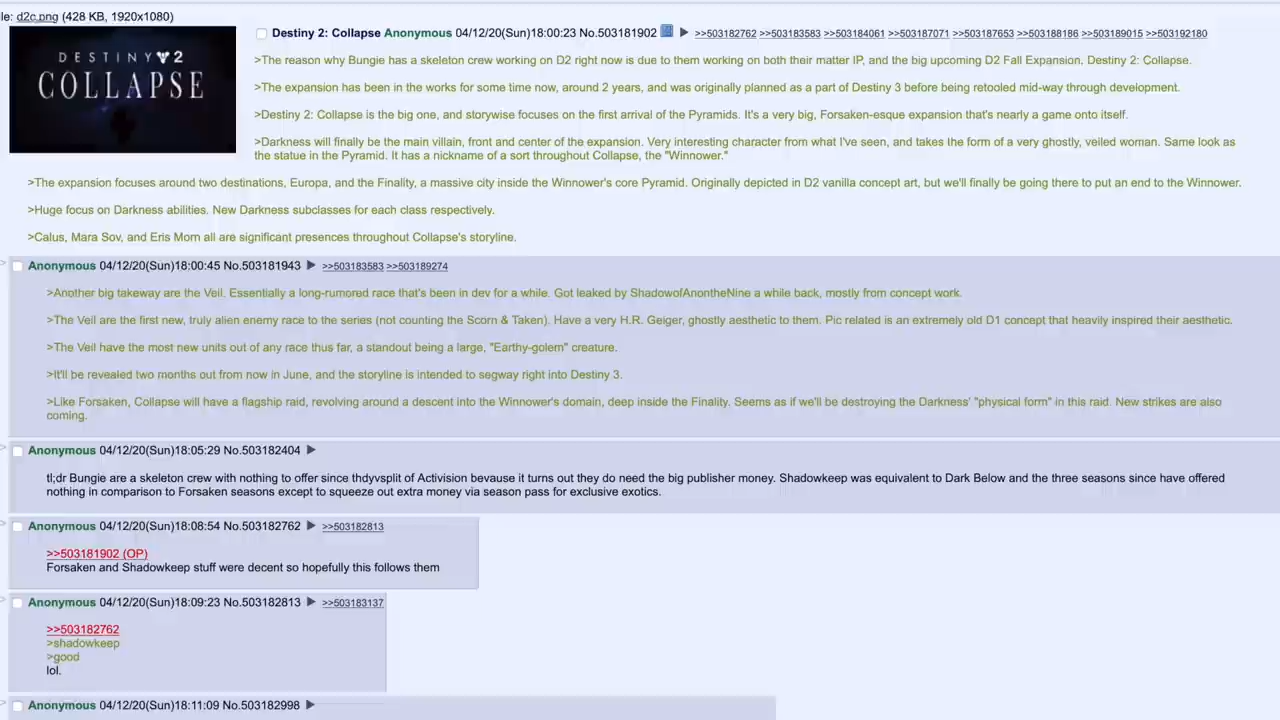 le: d2c.png (428 KB, 1920x1080)
DESTINY 2
COLLAPSE
Destiny 2: Collapse Anonymous 04/12/20(Sun)18:00:23 No.503181902 ▶ >>503182762 >>503183583 >>503184061 >>503187071 >>503187653 >>503188186 >>503189015 >>503192180
>The reason why Bungie has a skeleton crew working on D2 right now is due to them working on both their matter IP, and the big upcoming D2 Fall Expansion, Destiny 2: Collapse.
>The expansion has been in the works for some time now, around 2 years, and was originally planned as a part of Destiny 3 before being retooled mid-way through development.
>Destiny 2: Collapse is the big one, and storywise focuses on the first arrival of the Pyramids. It's a very big, Forsaken-esque expansion that's nearly a game onto itself.
>Darkness will finally be the main villain, front and center of the expansion. Very interesting character from what I've seen, and takes the form of a very ghostly, veiled woman. Same look as
the statue in the Pyramid. It has a nickname of a sort throughout Collapse, the "Winnower."
>The expansion focuses around two destinations, Europa, and the Finality, a massive city inside the Winnower's core Pyramid. Originally depicted in D2 vanilla concept art, but we'll finally be going there to put an end to the Winnower.
>Huge focus on Darkness abilities. New Darkness subclasses for each class respectively.
>Calus, Mara Sov, and Eris Morn all are significant presences throughout Collapse's storyline.
Anonymous 04/12/20(Sun)18:00:45 No.503181943 ▶ >>503183583 >>503189274
>Another big takeway are the Veil. Essentially a long-rumored race that's been in dev for a while. Got leaked by ShadowofAnontheNine a while back, mostly from concept work.
>The Veil are the first new, truly alien enemy race to the series (not counting the Scorn & Taken). Have a very H.R. Geiger, ghostly aesthetic to them. Pic related is an extremely old D1 concept that heavily inspired their aesthetic.
>The Veil have the most new units out of any race thus far, a standout being a large, "Earthy-golem" creature.
>It'll be revealed two months out from now in June, and the storyline is intended to segway right into Destiny 3.
>Like Forsaken, Collapse will have a flagship raid, revolving around a descent into the Winnower's domain, deep inside the Finality. Seems as if we'll be destroying the Darkness' "physical form" in this raid. New strikes are also
coming.
Anonymous 04/12/20(Sun)18:05:29 No.503182404 ▶
tl;dr Bungie are a skeleton crew with nothing to offer since thdyvsplit of Activision bevause it turns out they do need the big publisher money. Shadowkeep was equivalent to Dark Below and the three seasons since have offered
nothing in comparison to Forsaken seasons except to squeeze out extra money via season pass for exclusive exotics.
Anonymous 04/12/20(Sun)18:08:54 No.503182762 ▶ >>503182813
>>503181902 (OP)
Forsaken and Shadowkeep stuff were decent so hopefully this follows them
Anonymous 04/12/20(Sun)18:09:23 No.503182813 ▶ >>503183137
>>503182762
>shadowkeep
>good
lol.
Anonymous 04/12/20(Sun)18:11:09 No.503182998 ▶